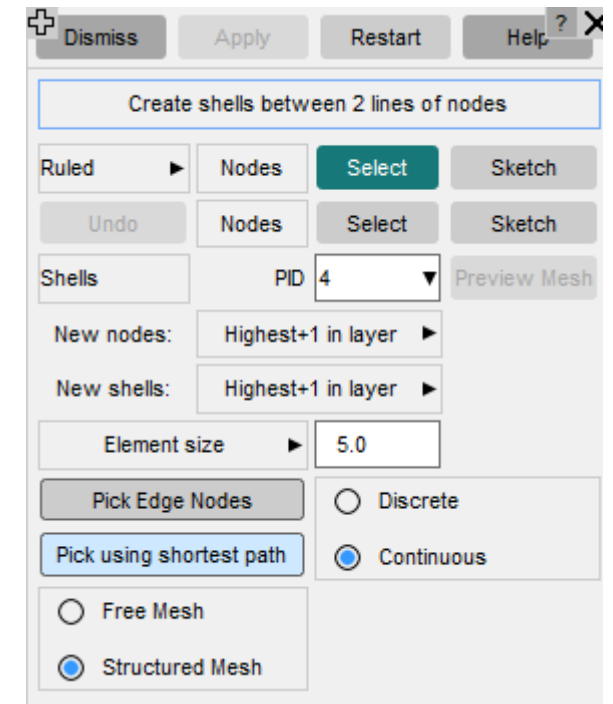 Dismiss Apply Restart Help ?
Create shells between 2 lines of nodes
Ruled Nodes Select Sketch
Undo Nodes Select Sketch
Shells PID 4 Preview Mesh
New nodes: Highest+1 in layer
New shells: Highest+1 in layer
Element size 5.0
Pick Edge Nodes Discrete
Pick using shortest path Continuous
Free Mesh
Structured Mesh